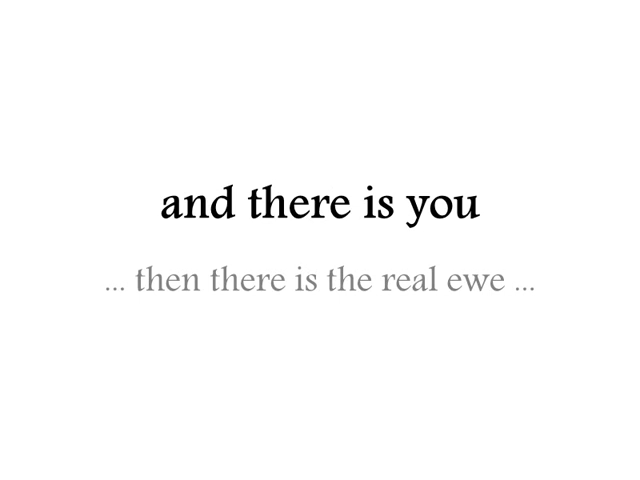 and there is you
... then there is the real ewe ...